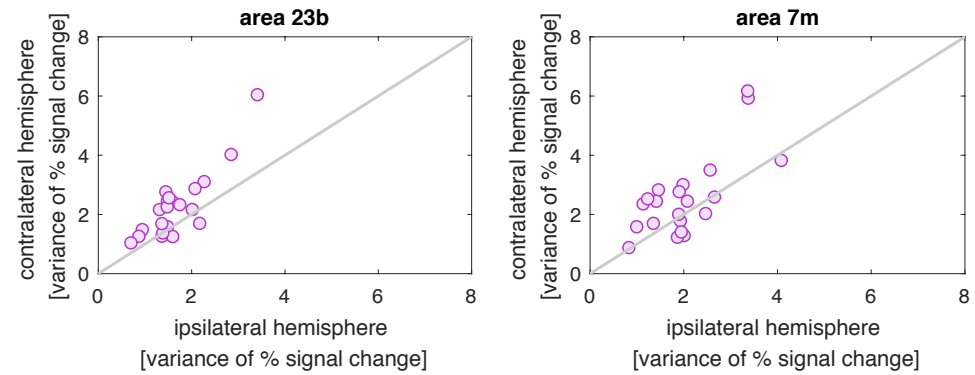 area 23b
contralateral hemisphere
[variance of % signal change]
8
6
4
2
0
0 2 4 6 8
ipsilateral hemisphere
[variance of % signal change]
area 7m
contralateral hemisphere
[variance of % signal change]
8
6
4
2
0
0 2 4 6 8
ipsilateral hemisphere
[variance of % signal change]